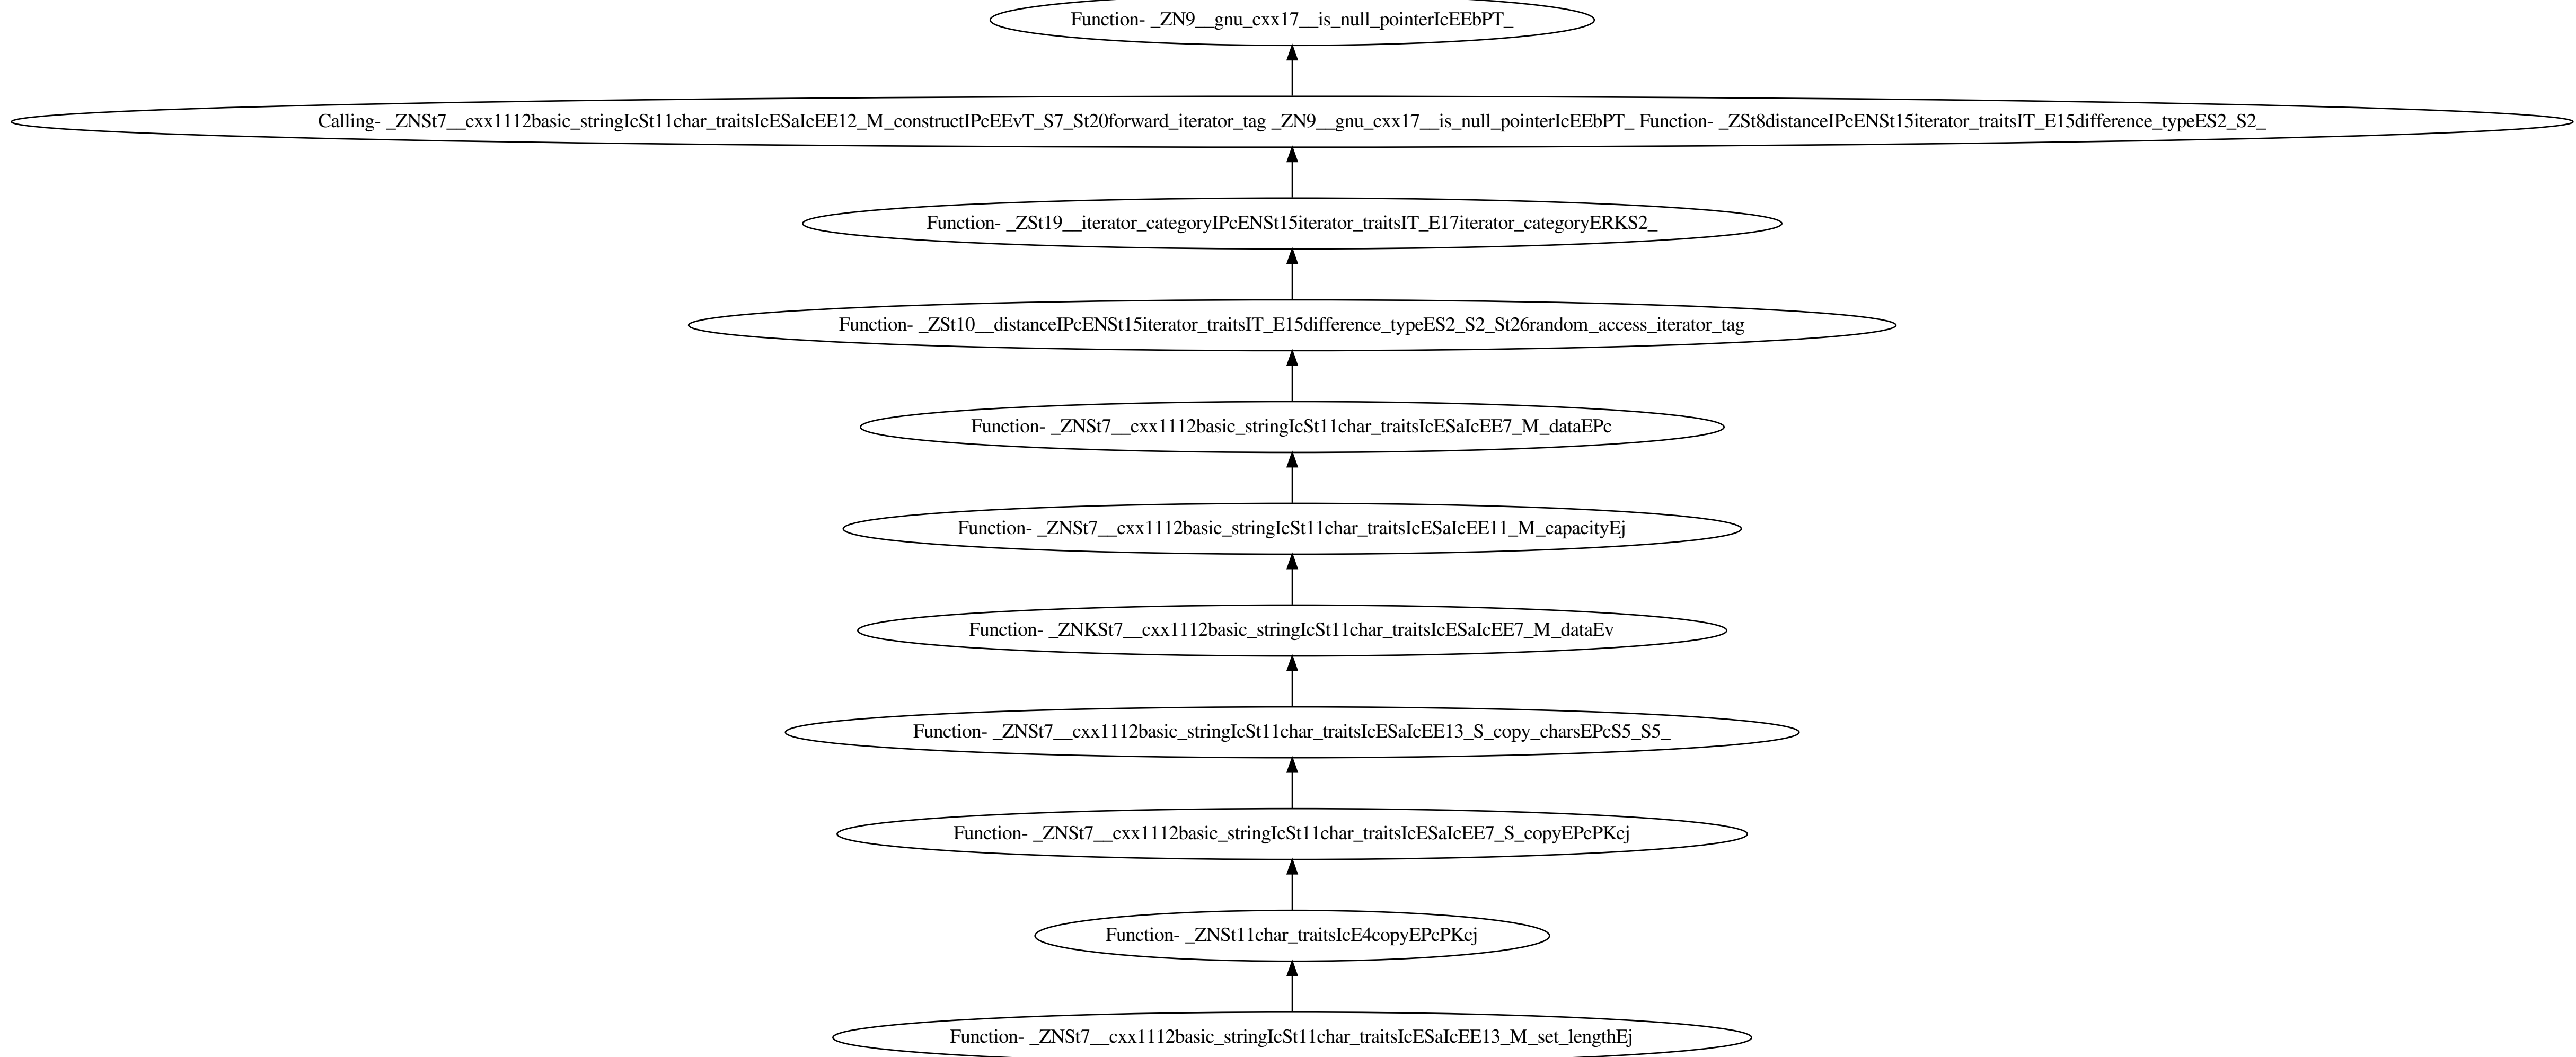 Function- _ZN9__gnu_cxx17__is_null_pointerIcEEbPT_
Calling- _ZNSt7__cxx1112basic_stringIcSt11char_traitsIcESaIcEE12_M_constructIPcEEvT_S7_St20forward_iterator_tag _ZN9__gnu_cxx17__is_null_pointerIcEEbPT_ Function- _ZSt8distanceIPcENSt15iterator_traitsIT_E15difference_typeES2_S2_
Function- _ZSt19__iterator_categoryIPcENSt15iterator_traitsIT_E17iterator_categoryERKS2_
Function- _ZSt10__distanceIPcENSt15iterator_traitsIT_E15difference_typeES2_S2_St26random_access_iterator_tag
Function- _ZNSt7__cxx1112basic_stringIcSt11char_traitsIcESaIcEE7_M_dataEPc
Function- _ZNSt7__cxx1112basic_stringIcSt11char_traitsIcESaIcEE11_M_capacityEj
Function- _ZNKSt7__cxx1112basic_stringIcSt11char_traitsIcESaIcEE7_M_dataEv
Function- _ZNSt7__cxx1112basic_stringIcSt11char_traitsIcESaIcEE13_S_copy_charsEPcS5_S5_
Function- _ZNSt7__cxx1112basic_stringIcSt11char_traitsIcESaIcEE7_S_copyEPcPKcj
Function- _ZNSt11char_traitsIcE4copyEPcPKcj
Function- _ZNSt7__cxx1112basic_stringIcSt11char_traitsIcESaIcEE13_M_set_lengthEj